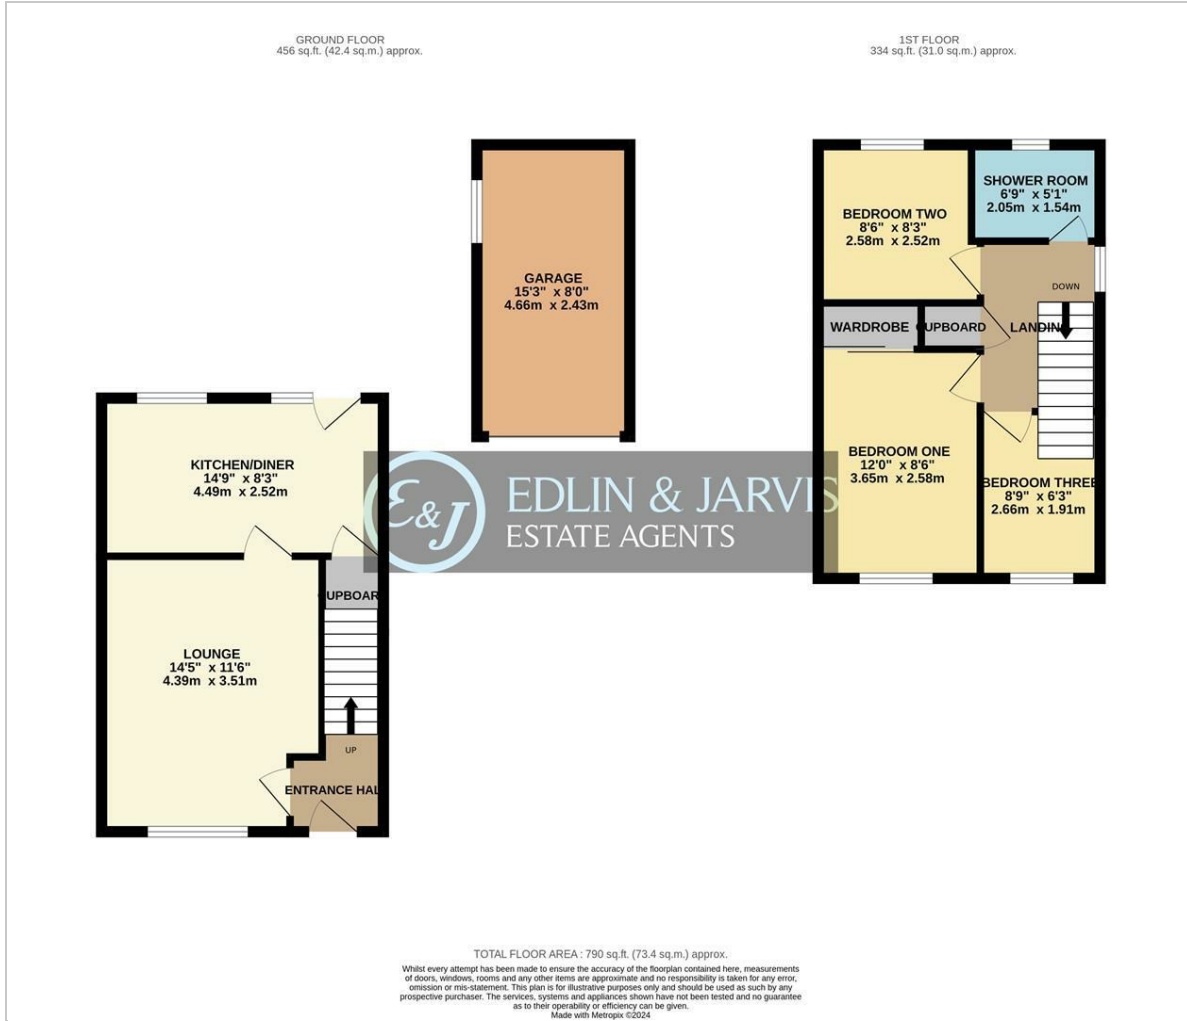 GROUND FLOOR
456 sq.ft. (42.4 sq.m.) approx.
1ST FLOOR
334 sq.ft. (31.0 sq.m.) approx.
GARAGE
15'3" x 8'0"
4.66m x 2.43m
BEDROOM TWO
8'6" x 8'3"
2.58m x 2.52m
SHOWER ROOM
6'9" x 5'1"
2.05m x 1.54m
DOWN
WARDROBE
CUPBOARD
LANDING
BEDROOM ONE
12'0" x 8'6"
3.65m x 2.58m
BEDROOM THREE
8'9" x 6'3"
2.66m x 1.91m
KITCHEN/DINER
14'9" x 8'3"
4.49m x 2.52m
E&J
EDLIN & JARVIS
ESTATE AGENTS
CUPBOARD
LOUNGE
14'5" x 11'6"
4.39m x 3.51m
UP
ENTRANCE HALL
TOTAL FLOOR AREA : 790 sq.ft. (73.4 sq.m.) approx.
Whilst every attempt has been made to ensure the accuracy of the floorplan contained here, measurements
of doors, windows, rooms and any other items are approximate and no responsibility is taken for any error,
omission or mis-statement. This plan is for illustrative purposes only and should be used as such by any
prospective purchaser. The services, systems and appliances shown have not been tested and no guarantee
as to their operability or efficiency can be given.
Made with Metropix ©2024